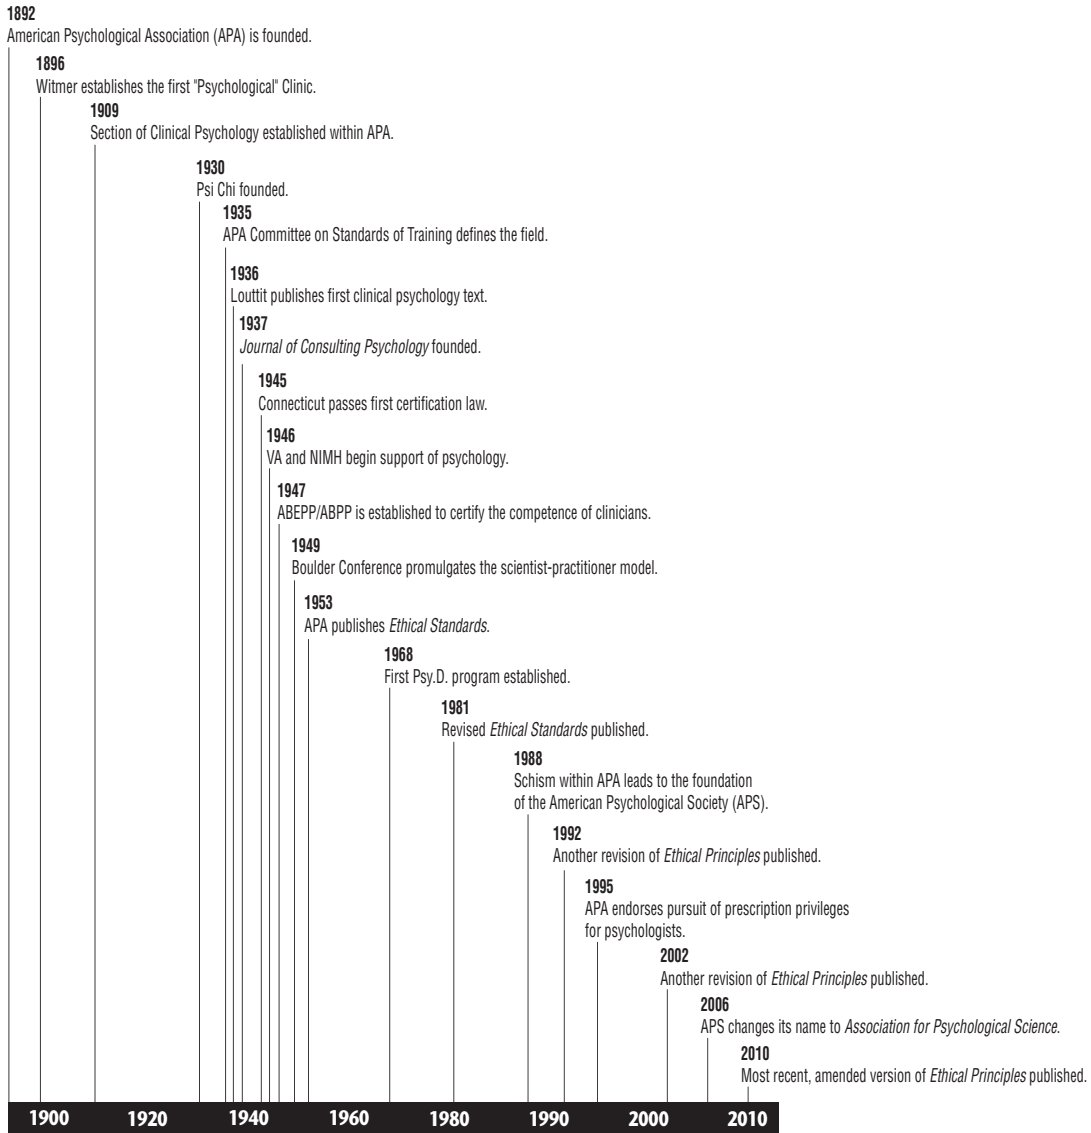 1892
American Psychological Association (APA) is founded.
1896
Witmer establishes the first "Psychological" Clinic.
1909
Section of Clinical Psychology established within APA.
1930
Psi Chi founded.
1935
APA Committee on Standards of Training defines the field.
1936
Louttit publishes first clinical psychology text.
1937
Journal of Consulting Psychology founded.
1945
Connecticut passes first certification law.
1946
VA and NIMH begin support of psychology.
1947
ABEPP/ABPP is established to certify the competence of clinicians.
1949
Boulder Conference promulgates the scientist-practitioner model.
1953
APA publishes Ethical Standards.
1968
First Psy.D. program established.
1981
Revised Ethical Standards published.
1988
Schism within APA leads to the foundation
of the American Psychological Society (APS).
1992
Another revision of Ethical Principles published.
1995
APA endorses pursuit of prescription privileges
for psychologists.
2002
Another revision of Ethical Principles published.
2006
APS changes its name to Association for Psychological Science.
2010
Most recent, amended version of Ethical Principles published.
1900 1920 1940 1960 1980 1990 2000 2010